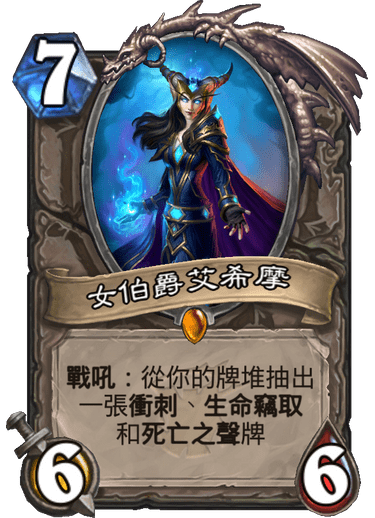 7
女伯爵艾希摩
戰吼：從你的牌堆抽出
一張衝刺、生命竊取
和死亡之聲牌
6
6